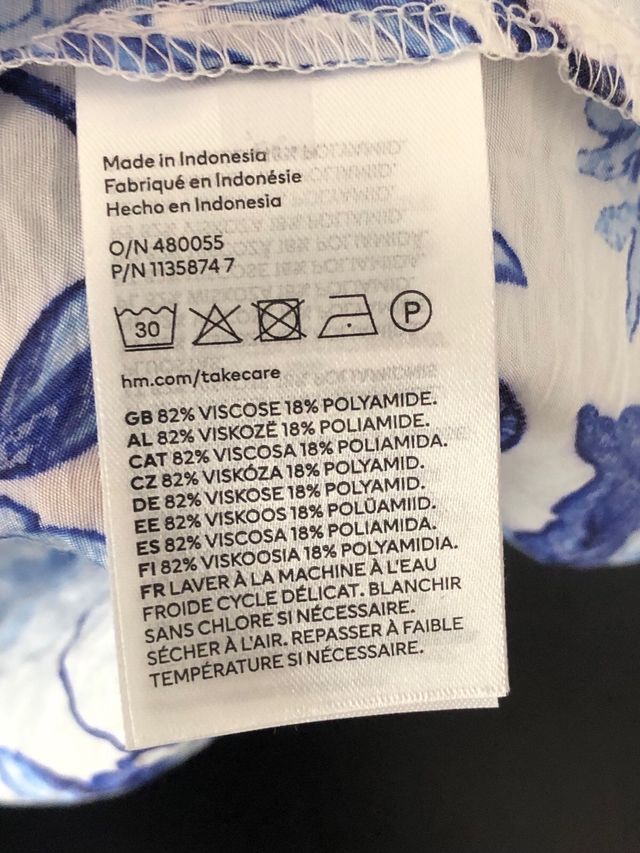 Made in Indonesia
Fabriqué en Indonésie
Hecho en Indonesia
O/N 480055
P/N 1135874 7
30 P
hm.com/takecare
GB 82% VISCOSE 18% POLYAMIDE.
AL 82% VISKOZË 18% POLIAMIDE.
CAT 82% VISCOSA 18% POLIAMIDA.
CZ 82% VISKÓZA 18% POLYAMID.
DE 82% VISKOSE 18% POLYAMID.
EE 82% VISKOOS 18% POLÜAMIID.
ES 82% VISCOSA 18% POLIAMIDA.
FI 82% VISKOOSIA 18% POLYAMIDIA.
FR LAVER À LA MACHINE À L'EAU
FROIDE CYCLE DÉLICAT. BLANCHIR
SANS CHLORE SI NÉCESSAIRE.
SÉCHER À L'AIR. REPASSER À FAIBLE
TEMPÉRATURE SI NÉCESSAIRE.